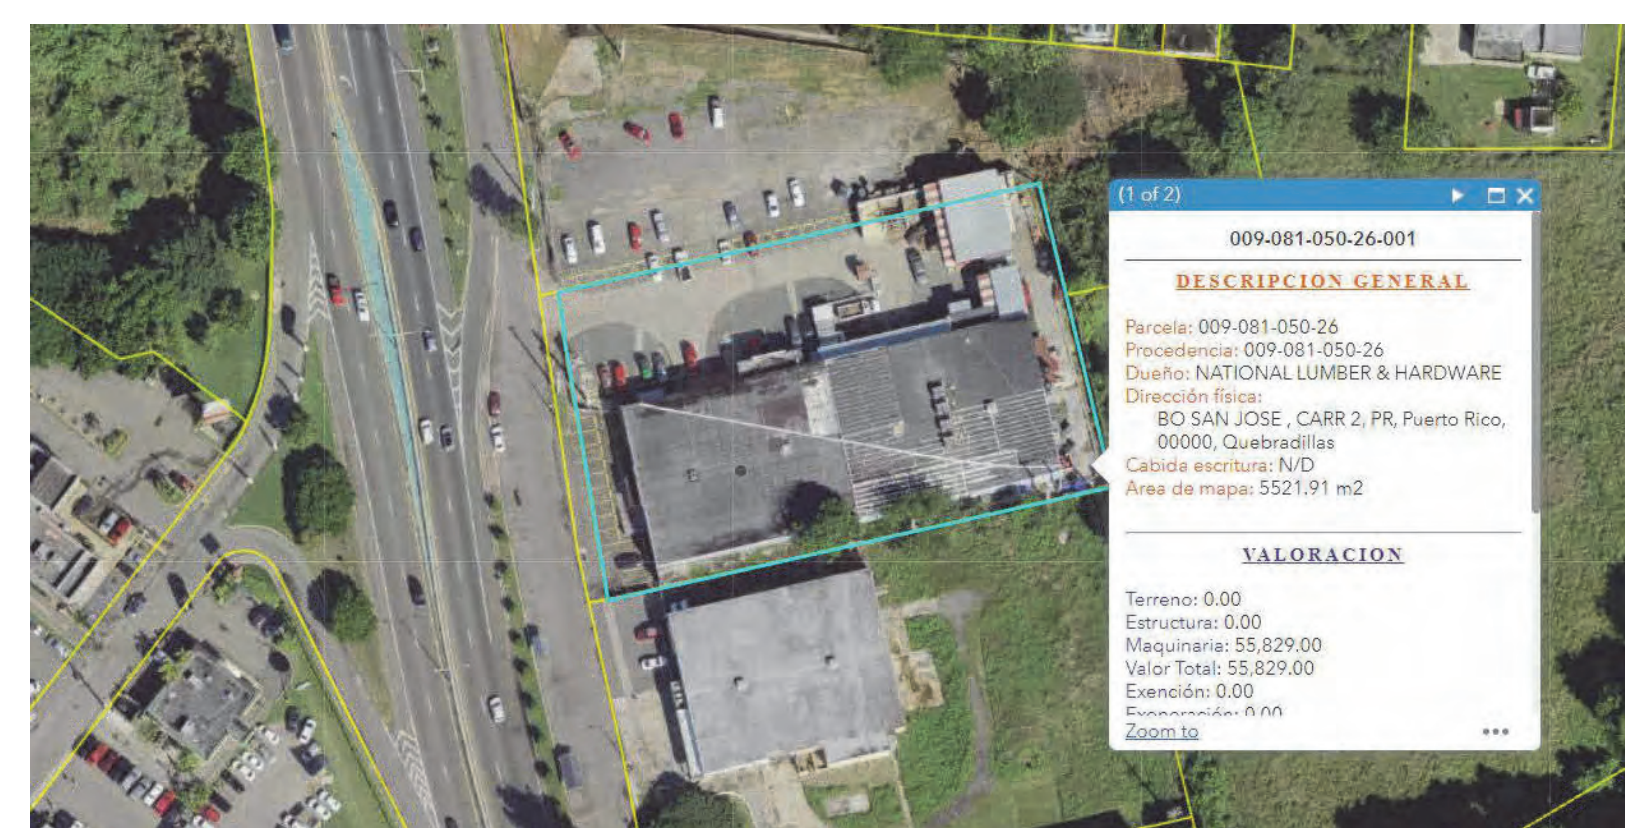 (1 of 2)
009-081-050-26-001
DESCRIPCION GENERAL
Parcela: 009-081-050-26
Procedencia: 009-081-050-26
Dueño: NATIONAL LUMBER & HARDWARE
Dirección física:
BO SAN JOSE , CARR 2, PR, Puerto Rico,
00000, Quebradillas
Cabida escritura: N/D
Area de mapa: 5521.91 m2
VALORACION
Terreno: 0.00
Estructura: 0.00
Maquinaria: 55,829.00
Valor Total: 55,829.00
Exención: 0.00
Exoneración: 0.00
Zoom to